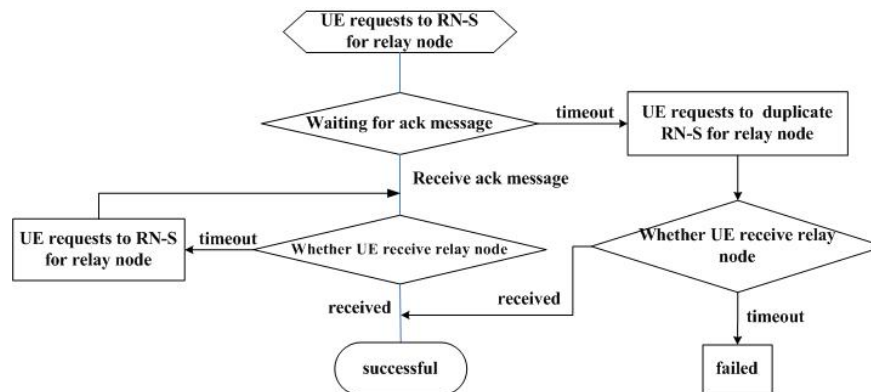 UE requests to RN-S
for relay node
Waiting for ack message
timeout
UE requests to duplicate
RN-S for relay node
Receive ack message
UE requests to RN-S
for relay node
timeout
Whether UE receive relay node
Whether UE receive relay
node
received
received
timeout
successful
failed